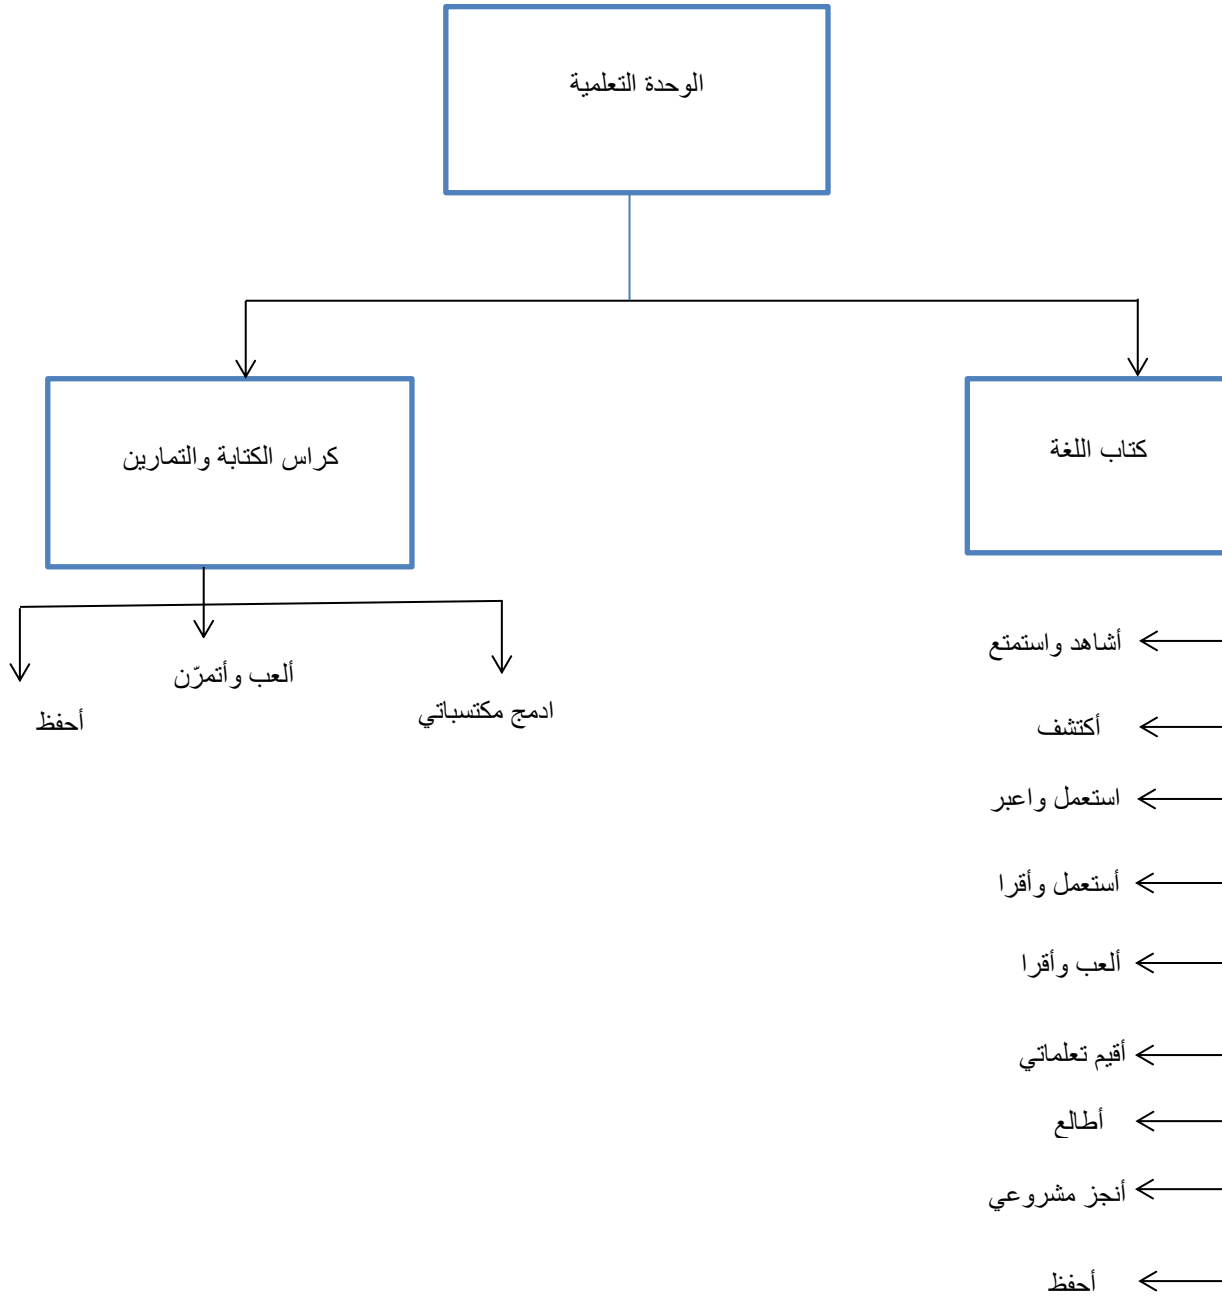 الوحدة التعلمية
كتاب اللغة
كراس الكتابة والتمارين
أشاهد واستمتع
أكتشف
استعمل واعبر
أستعمل وأقرا
ألعب وأقرا
أقيم تعلماتي
أطالع
أنجز مشروعي
أحفظ
ادمج مكتسباتي
ألعب وأتمرّن
أحفظ